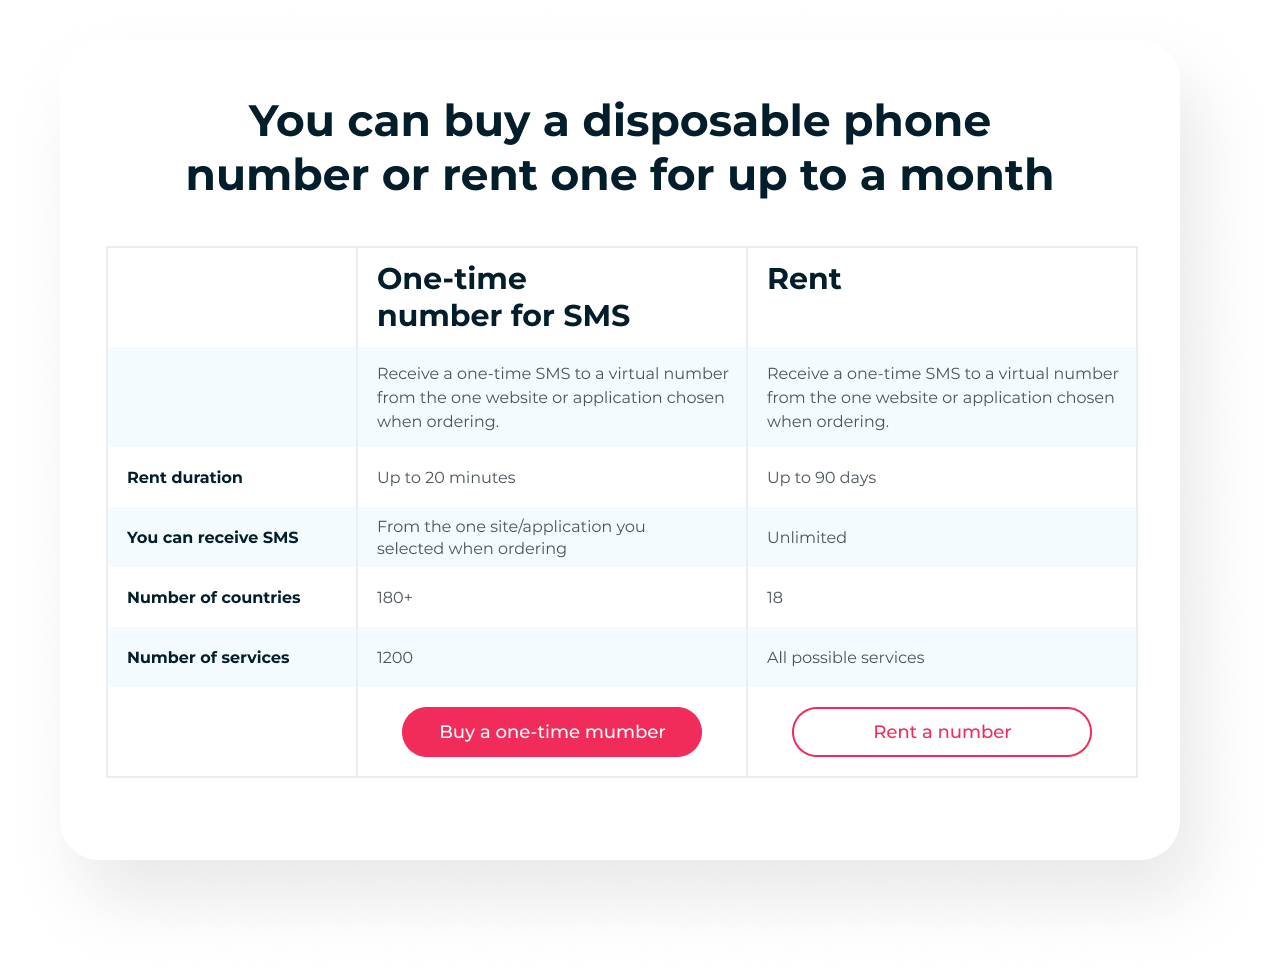 You can buy a disposable phone
number or rent one for up to a month
One-time
number for SMS
Rent
Receive a one-time SMS to a virtual number
from the one website or application chosen
when ordering.
Receive a one-time SMS to a virtual number
from the one website or application chosen
when ordering.
Rent duration
Up to 20 minutes
Up to 90 days
You can receive SMS
From the one site/application you
selected when ordering
Unlimited
Number of countries
180+
18
Number of services
1200
All possible services
Buy a one-time mumber
Rent a number